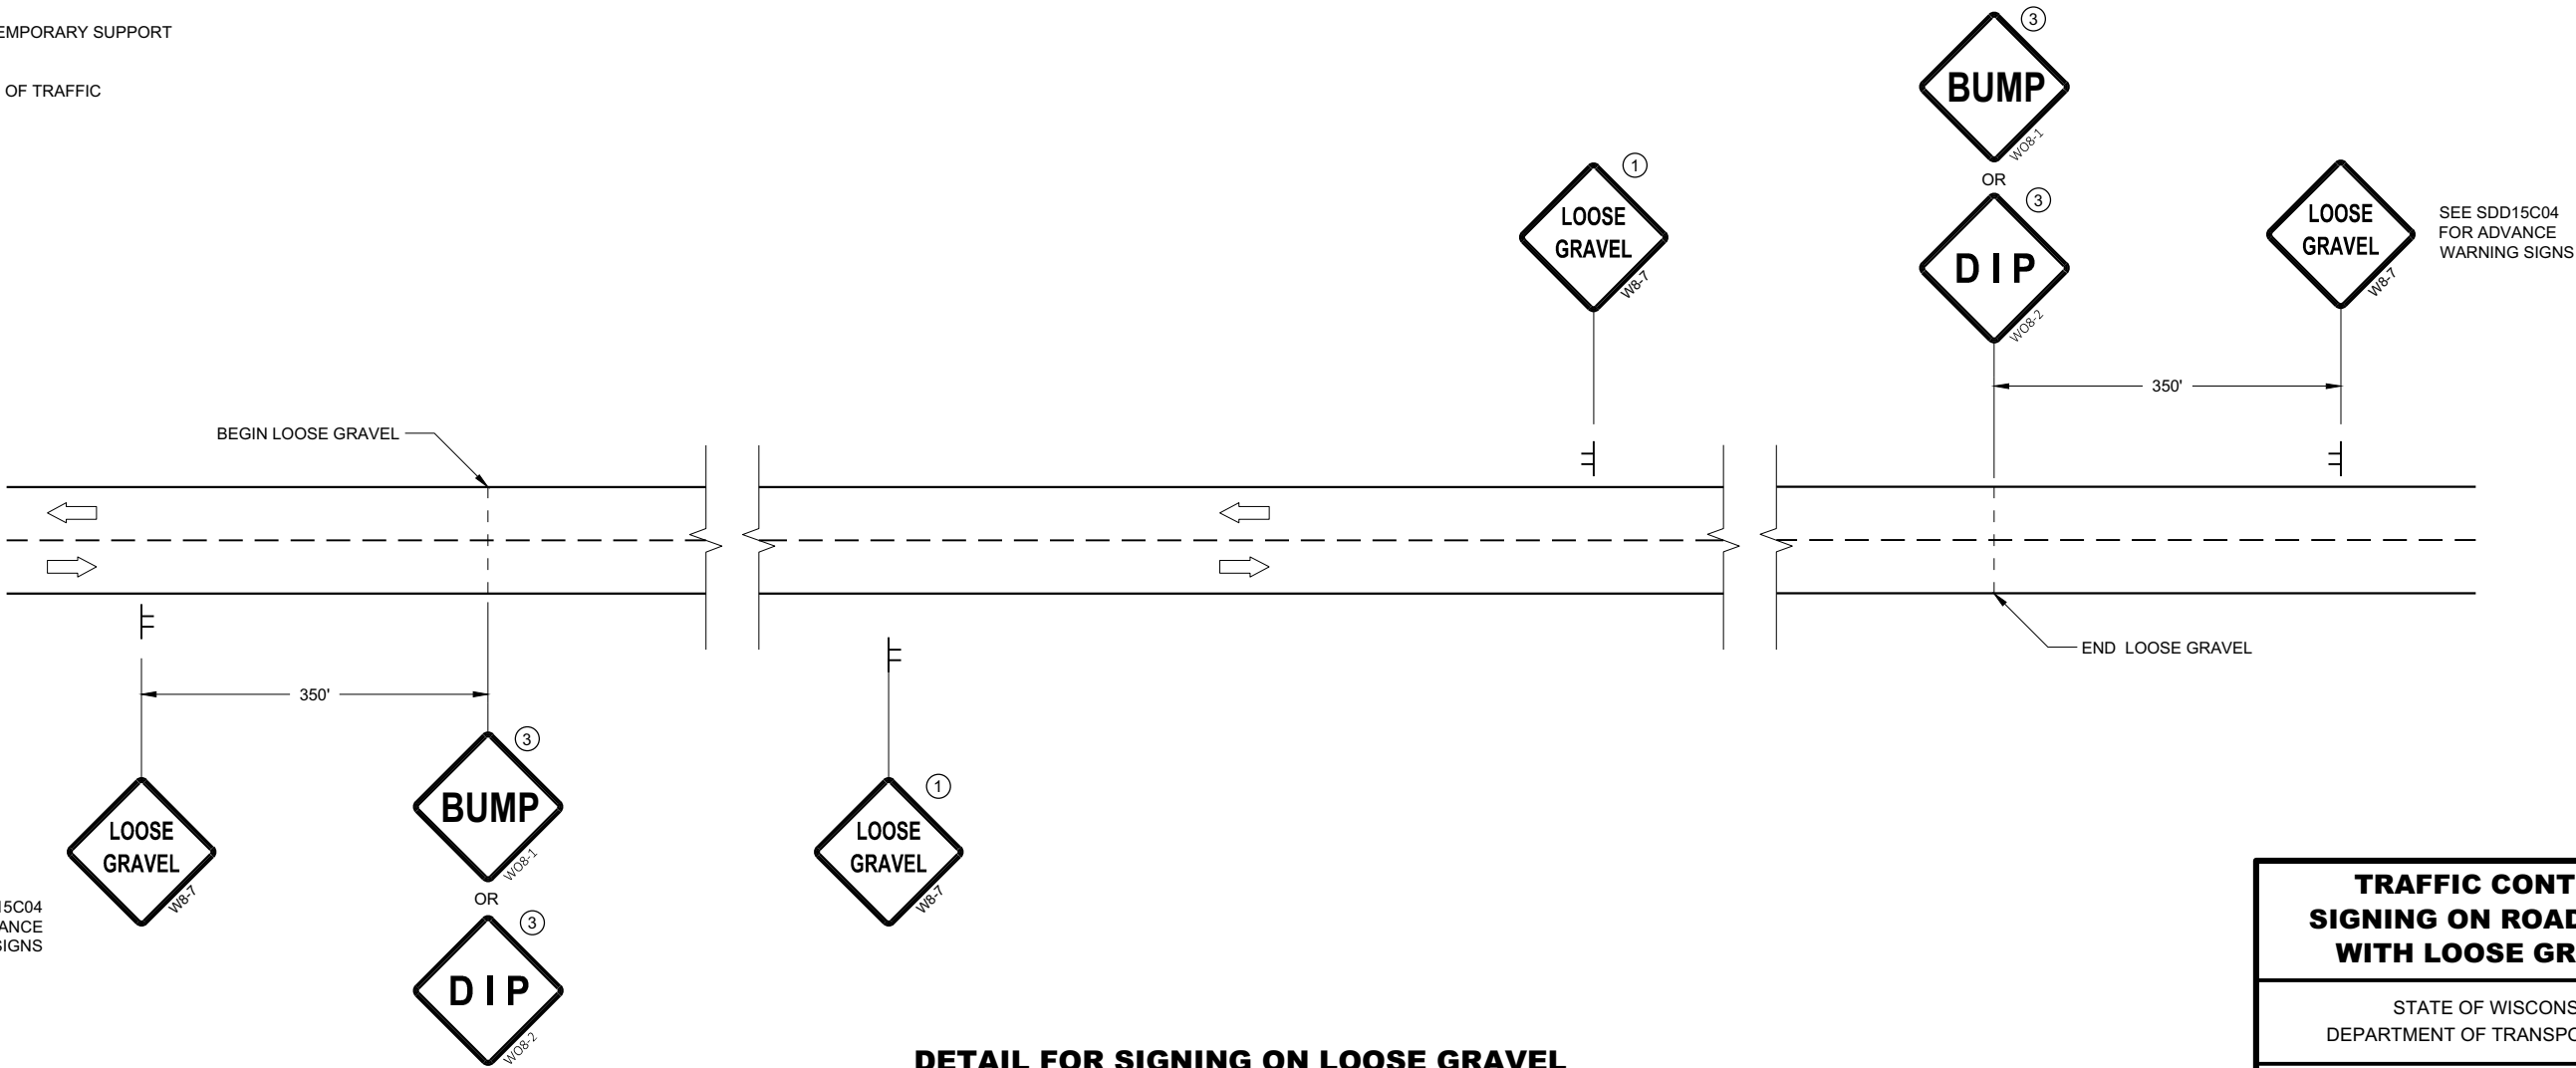 EMPORARY SUPPORT
OF TRAFFIC
3
BUMP
WO8-1
OR
3
DIP
WO8-2
1
LOOSE
GRAVEL
W8-7
LOOSE
GRAVEL
W8-7
SEE SDD15C04
FOR ADVANCE
WARNING SIGNS
350'
BEGIN LOOSE GRAVEL
END LOOSE GRAVEL
350'
LOOSE
GRAVEL
W8-7
3
BUMP
WO8-1
OR
3
DIP
WO8-2
1
LOOSE
GRAVEL
W8-7
15C04
ANCE
SIGNS
DETAIL FOR SIGNING ON LOOSE GRAVEL
TRAFFIC CONT
SIGNING ON ROAD
WITH LOOSE GR
STATE OF WISCONS
DEPARTMENT OF TRANSPO